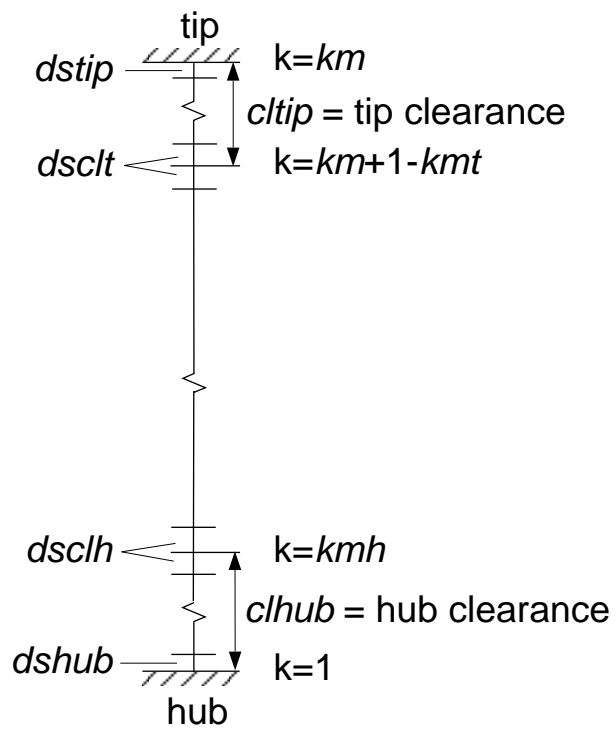 tip
dstip
k=km
cltip = tip clearance
dsclt
k=km+1-kmt
dsclh
k=kmh
clhub = hub clearance
dshub
k=1
hub